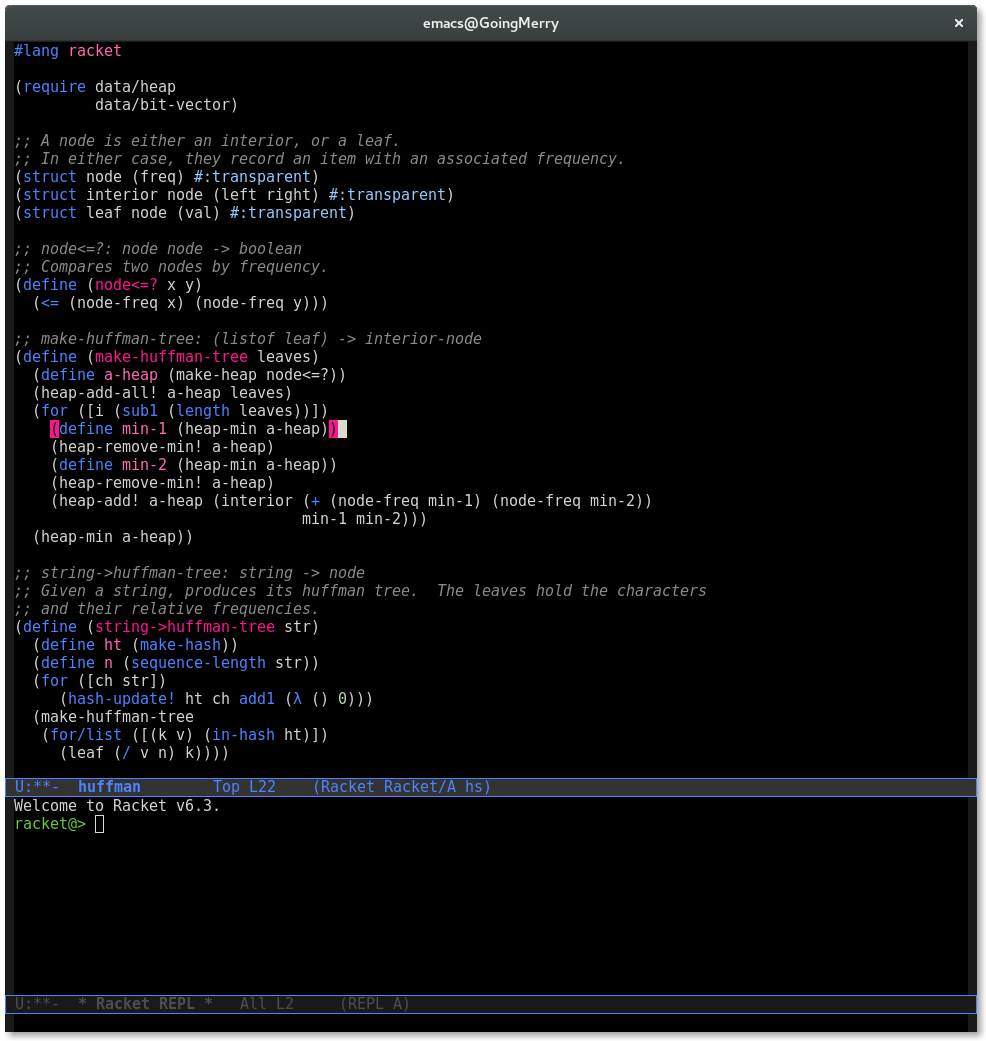 emacs@GoingMerry ×
#lang racket
(require data/heap
         data/bit-vector)
;; A node is either an interior, or a leaf.
;; In either case, they record an item with an associated frequency.
(struct node (freq) #:transparent)
(struct interior node (left right) #:transparent)
(struct leaf node (val) #:transparent)
;; node<=?: node node -> boolean
;; Compares two nodes by frequency.
(define (node<=? x y)
  (<= (node-freq x) (node-freq y)))
;; make-huffman-tree: (listof leaf) -> interior-node
(define (make-huffman-tree leaves)
  (define a-heap (make-heap node<=?))
  (heap-add-all! a-heap leaves)
  (for ([i (sub1 (length leaves))])
    (define min-1 (heap-min a-heap))
    (heap-remove-min! a-heap)
    (define min-2 (heap-min a-heap))
    (heap-remove-min! a-heap)
    (heap-add! a-heap (interior (+ (node-freq min-1) (node-freq min-2))
                                min-1 min-2)))
  (heap-min a-heap))
;; string->huffman-tree: string -> node
;; Given a string, produces its huffman tree.  The leaves hold the characters
;; and their relative frequencies.
(define (string->huffman-tree str)
  (define ht (make-hash))
  (define n (sequence-length str))
  (for ([ch str])
     (hash-update! ht ch add1 (λ () 0)))
  (make-huffman-tree
   (for/list ([(k v) (in-hash ht)])
     (leaf (/ v n) k))))
U:**-  huffman        Top L22    (Racket Racket/A hs)
Welcome to Racket v6.3.
racket@>
U:**-  * Racket REPL *   All L2     (REPL A)